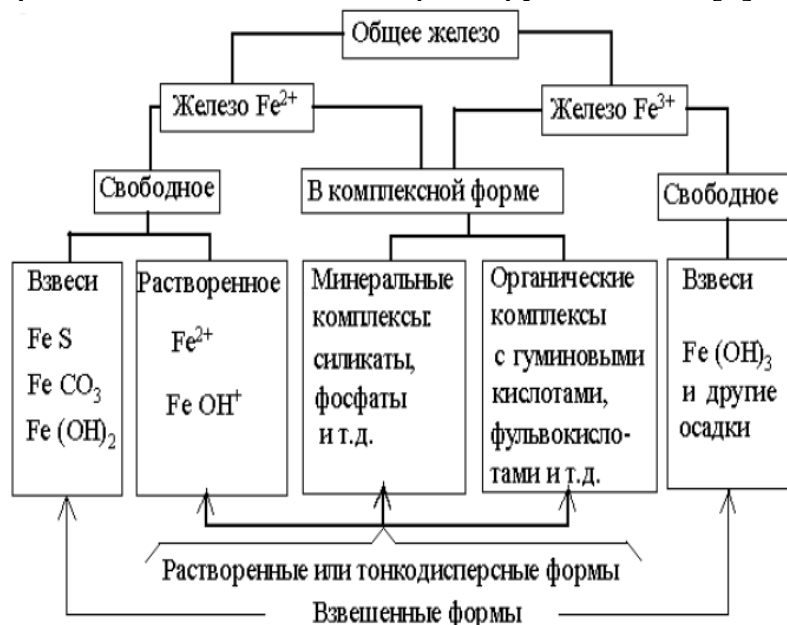 Общее железо
Железо Fe²⁺
Железо Fe³⁺
Свободное
В комплексной форме
Свободное
Взвеси
Fe S
Fe CO₃
Fe (OH)₂
Растворенное
Fe²⁺
Fe OH⁺
Минеральные
комплексы:
силикаты,
фосфаты
и т.д.
Органические
комплексы
с гуминовыми
кислотами,
фульвокисло-
тами и т.д.
Взвеси
Fe (OH)₃
и другие
осадки
Растворенные или тонкодисперсные формы
Взвешенные формы